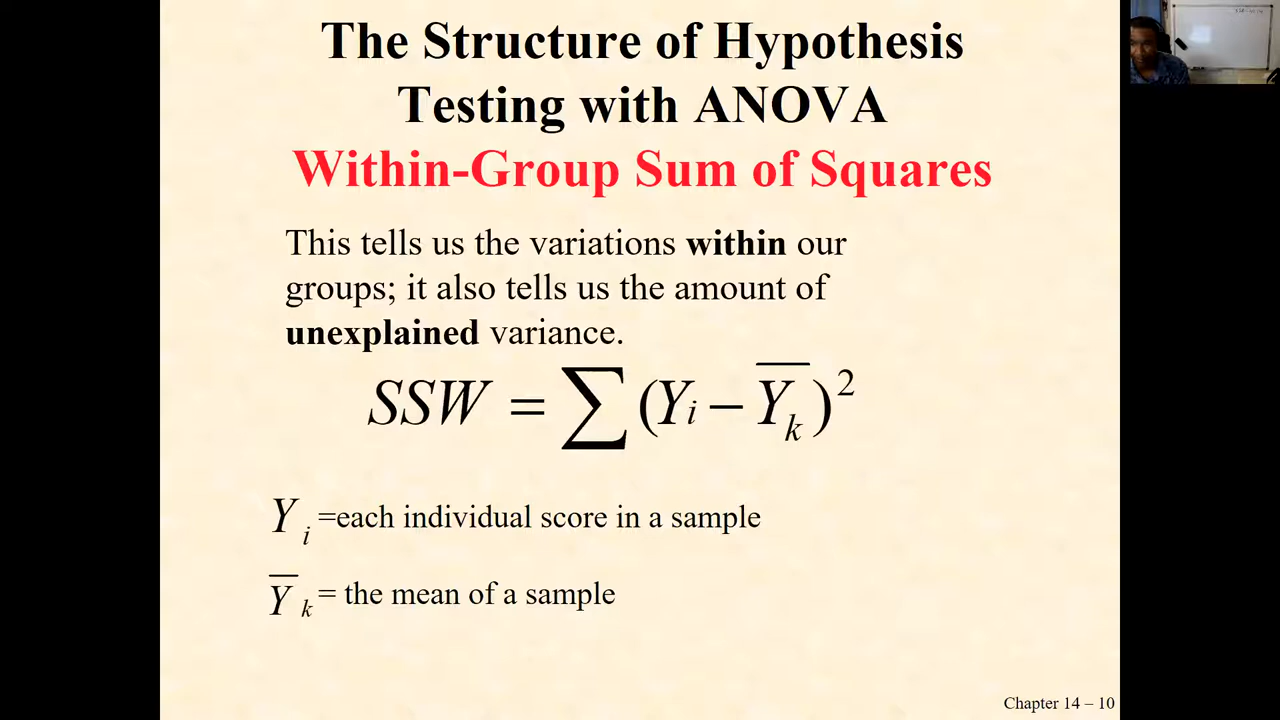 The Structure of Hypothesis
Testing with ANOVA
Within-Group Sum of Squares
This tells us the variations within our
groups; it also tells us the amount of
unexplained variance.
SSW = ∑ (Yᵢ − Y̅ₖ)²
Yᵢ =each individual score in a sample
Y̅ₖ = the mean of a sample
Chapter 14 – 10